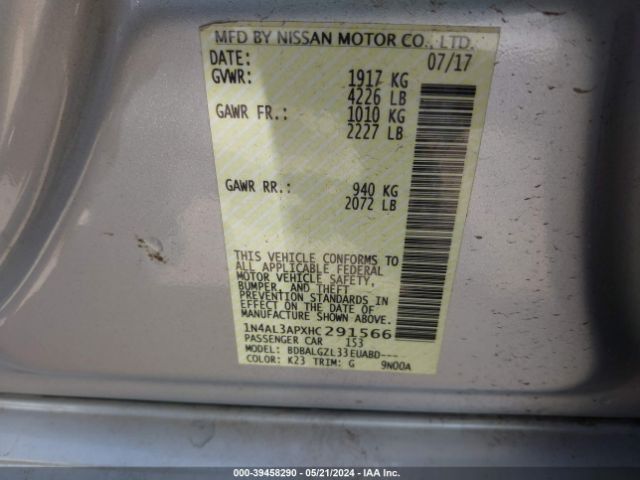 MFD BY NISSAN MOTOR CO., LTD.
DATE: 07/17
GVWR: 1917 KG
4226 LB
GAWR FR.: 1010 KG
2227 LB
GAWR RR.: 940 KG
2072 LB
THIS VEHICLE CONFORMS TO
ALL APPLICABLE FEDERAL
MOTOR VEHICLE SAFETY,
BUMPER, AND THEFT
PREVENTION STANDARDS IN
EFFECT ON THE DATE OF
MANUFACTURE SHOWN ABOVE.
1N4AL3APXHC291566
PASSENGER CAR 153
MODEL: BDBALGZL33EUABD---
COLOR: K23 TRIM: G 9N00A
000-39458290 - 05/21/2024 - IAA Inc.